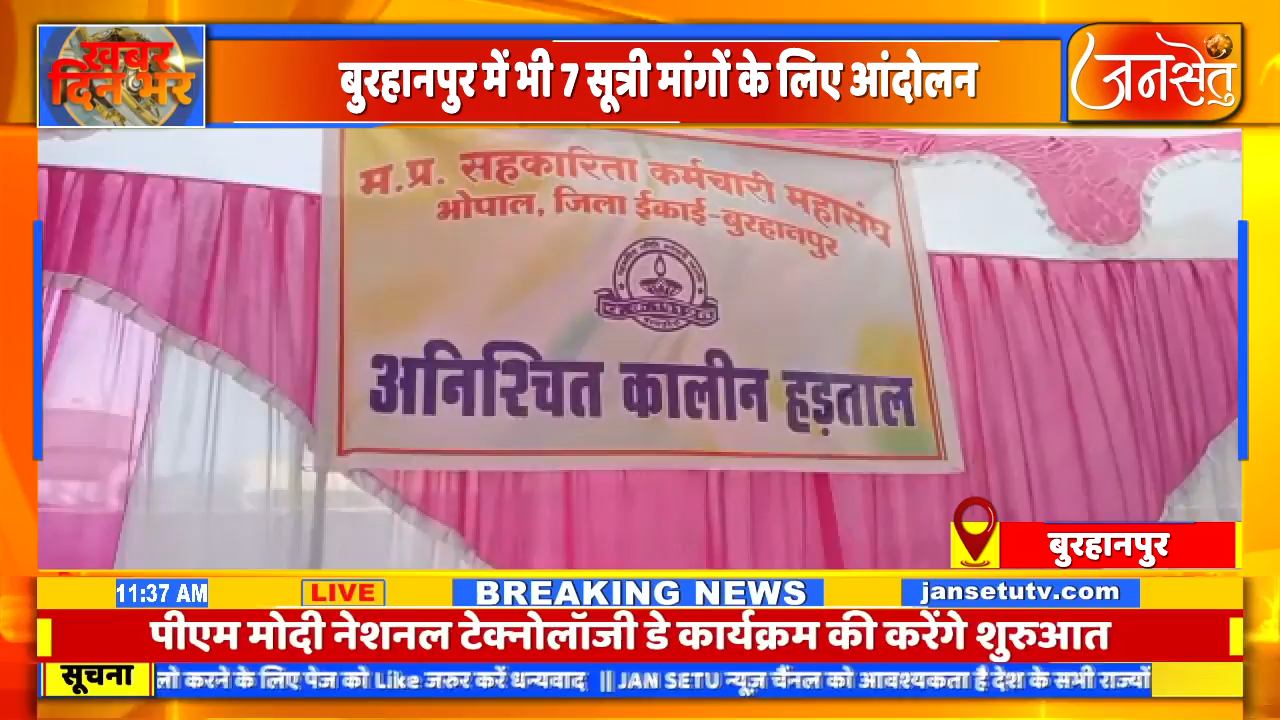 खबर
दिन भर
बुरहानपुर में भी 7 सूत्री मांगों के लिए आंदोलन
जनसेतु
म.प्र. सहकारिता कर्मचारी महासंघ
भोपाल, जिला ईकाई-बुरहानपुर
अनिश्चित कालीन हड़ताल
बुरहानपुर
11:37 AM
LIVE
BREAKING NEWS
jansetutv.com
पीएम मोदी नेशनल टेक्नोलॉजी डे कार्यक्रम की करेंगे शुरुआत
सूचना
लो करने के लिए पेज को Like जरुर करें धन्यवाद || JAN SETU न्यूज़ चैंनल को आवश्यकता है देश के सभी राज्यों